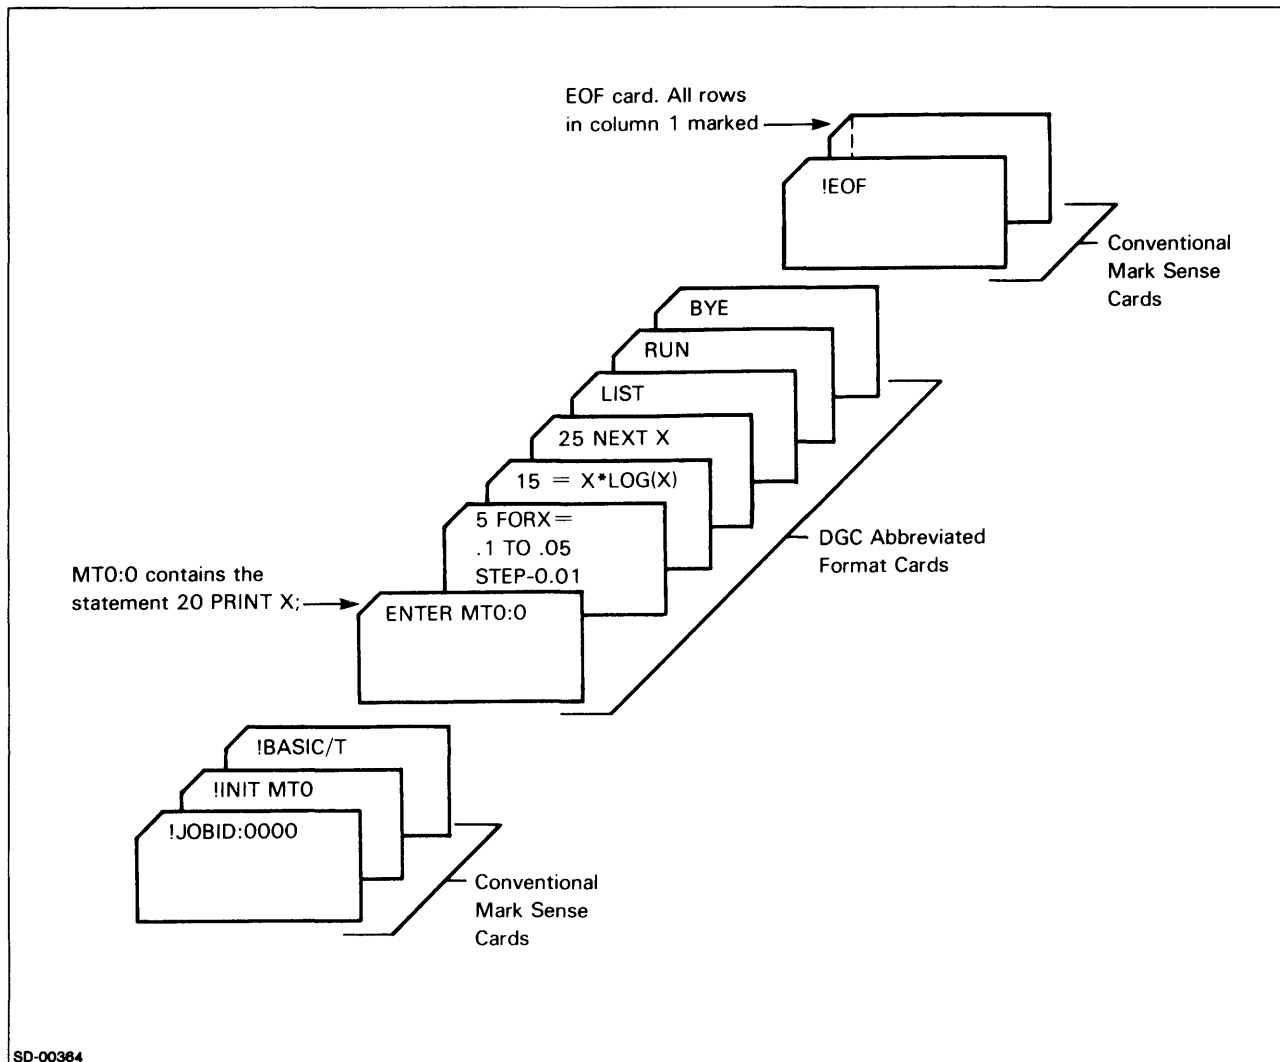 EOF card. All rows
in column 1 marked
!EOF
Conventional
Mark Sense
Cards
BYE
RUN
LIST
25 NEXT X
15 = X*LOG(X)
5 FORX=
.1 TO .05
STEP-0.01
DGC Abbreviated
Format Cards
MT0:0 contains the
statement 20 PRINT X;
ENTER MT0:0
!BASIC/T
!INIT MT0
!JOBID:0000
Conventional
Mark Sense
Cards
SD-00364